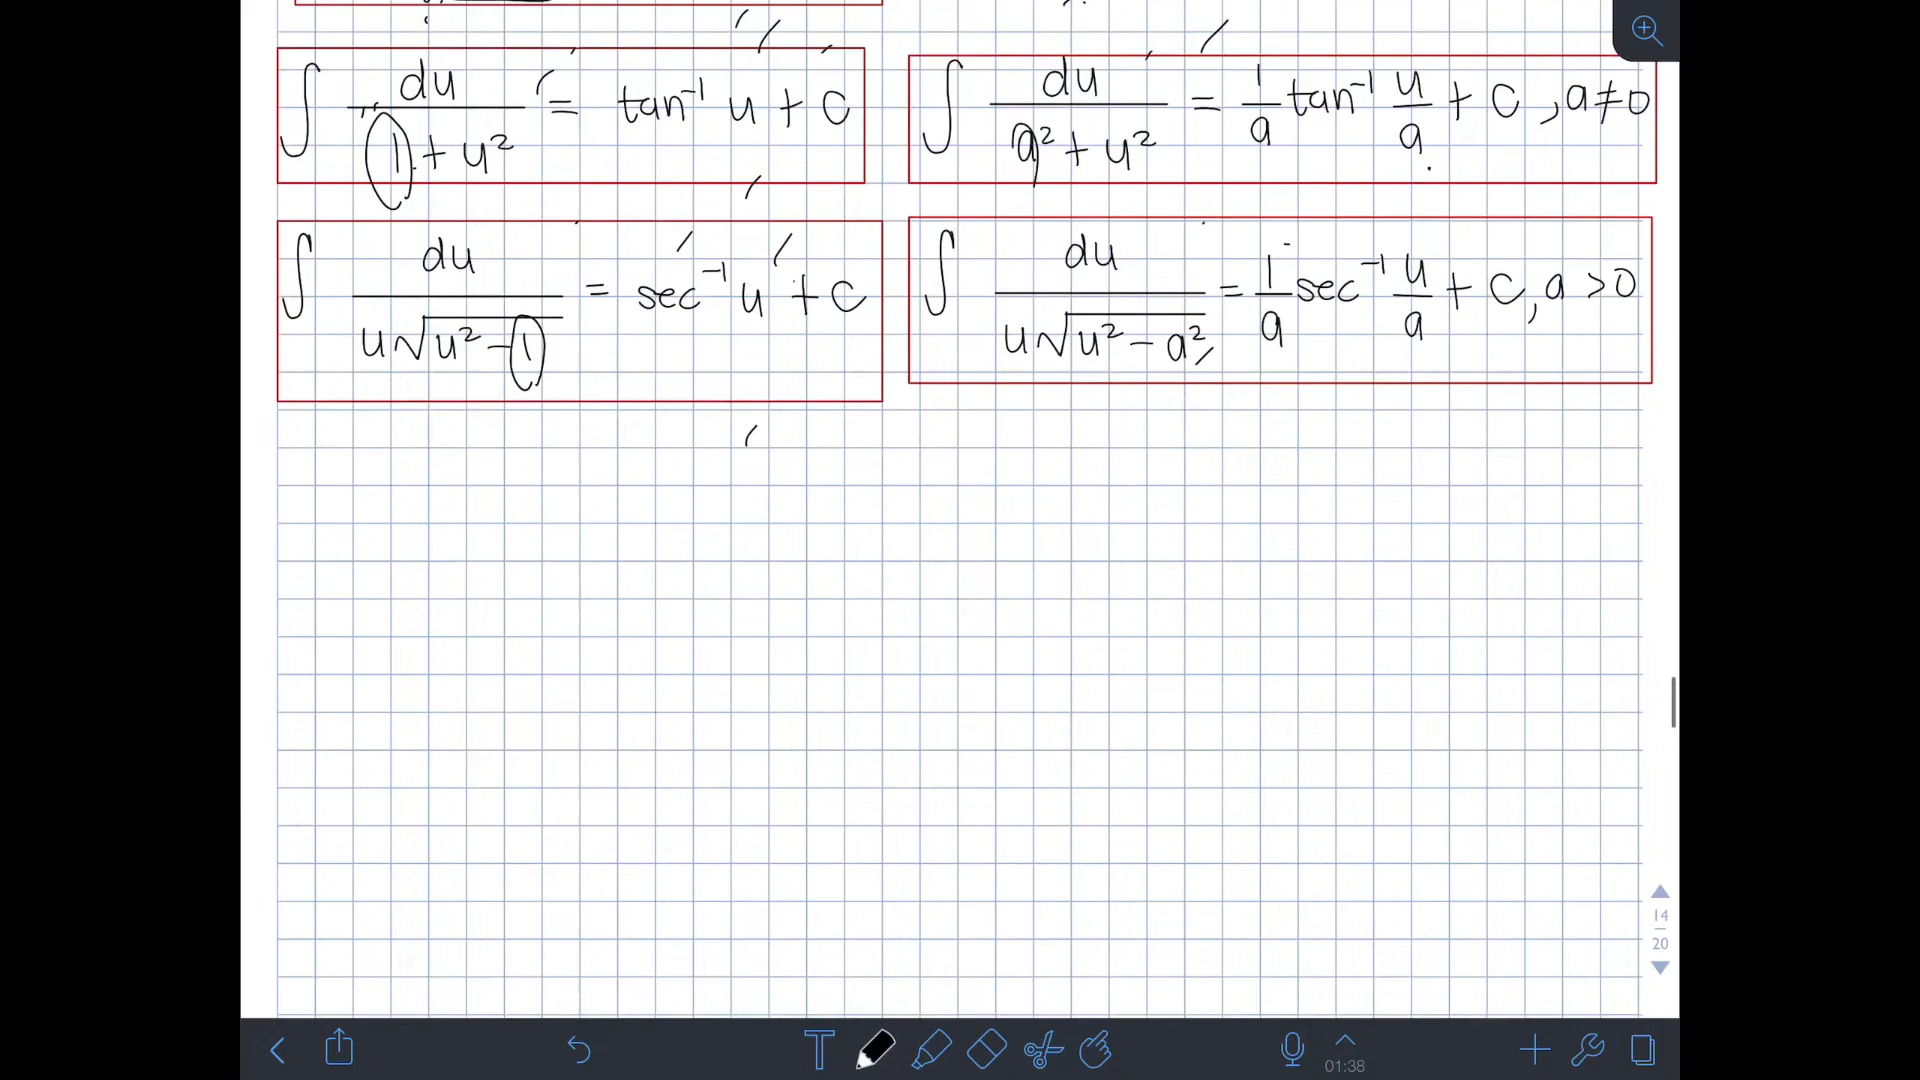 ∫ du / (1 + u²) = tan⁻¹ u + c
∫ du / (a² + u²) = 1/a tan⁻¹ u/a + c, a ≠ 0
∫ du / (u√(u² − 1)) = sec⁻¹ u + c
∫ du / (u√(u² − a²)) = 1/a sec⁻¹ u/a + c, a > 0
14
20
T
01:38